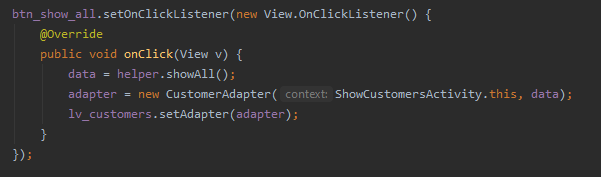 btn_show_all.setOnClickListener(new View.OnClickListener() {
    @Override
    public void onClick(View v) {
        data = helper.showAll();
        adapter = new CustomerAdapter( context: ShowCustomersActivity.this, data);
        lv_customers.setAdapter(adapter);
    }
});